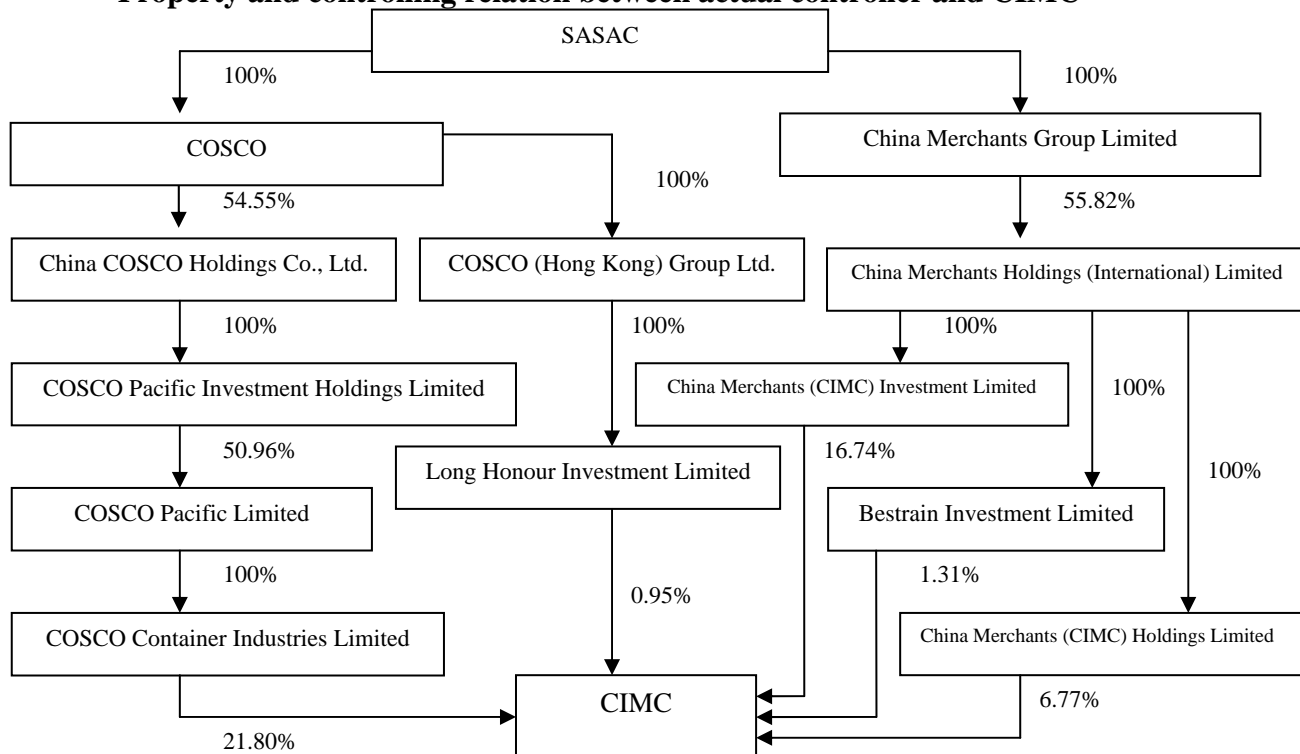 Property and controlling relation between actual controller and CIMC
SASAC
100%
100%
COSCO
China Merchants Group Limited
100%
54.55%
55.82%
China COSCO Holdings Co., Ltd.
COSCO (Hong Kong) Group Ltd.
China Merchants Holdings (International) Limited
100%
100%
100%
COSCO Pacific Investment Holdings Limited
China Merchants (CIMC) Investment Limited
100%
50.96%
16.74%
Long Honour Investment Limited
100%
COSCO Pacific Limited
Bestrain Investment Limited
100%
1.31%
0.95%
COSCO Container Industries Limited
China Merchants (CIMC) Holdings Limited
CIMC
6.77%
21.80%